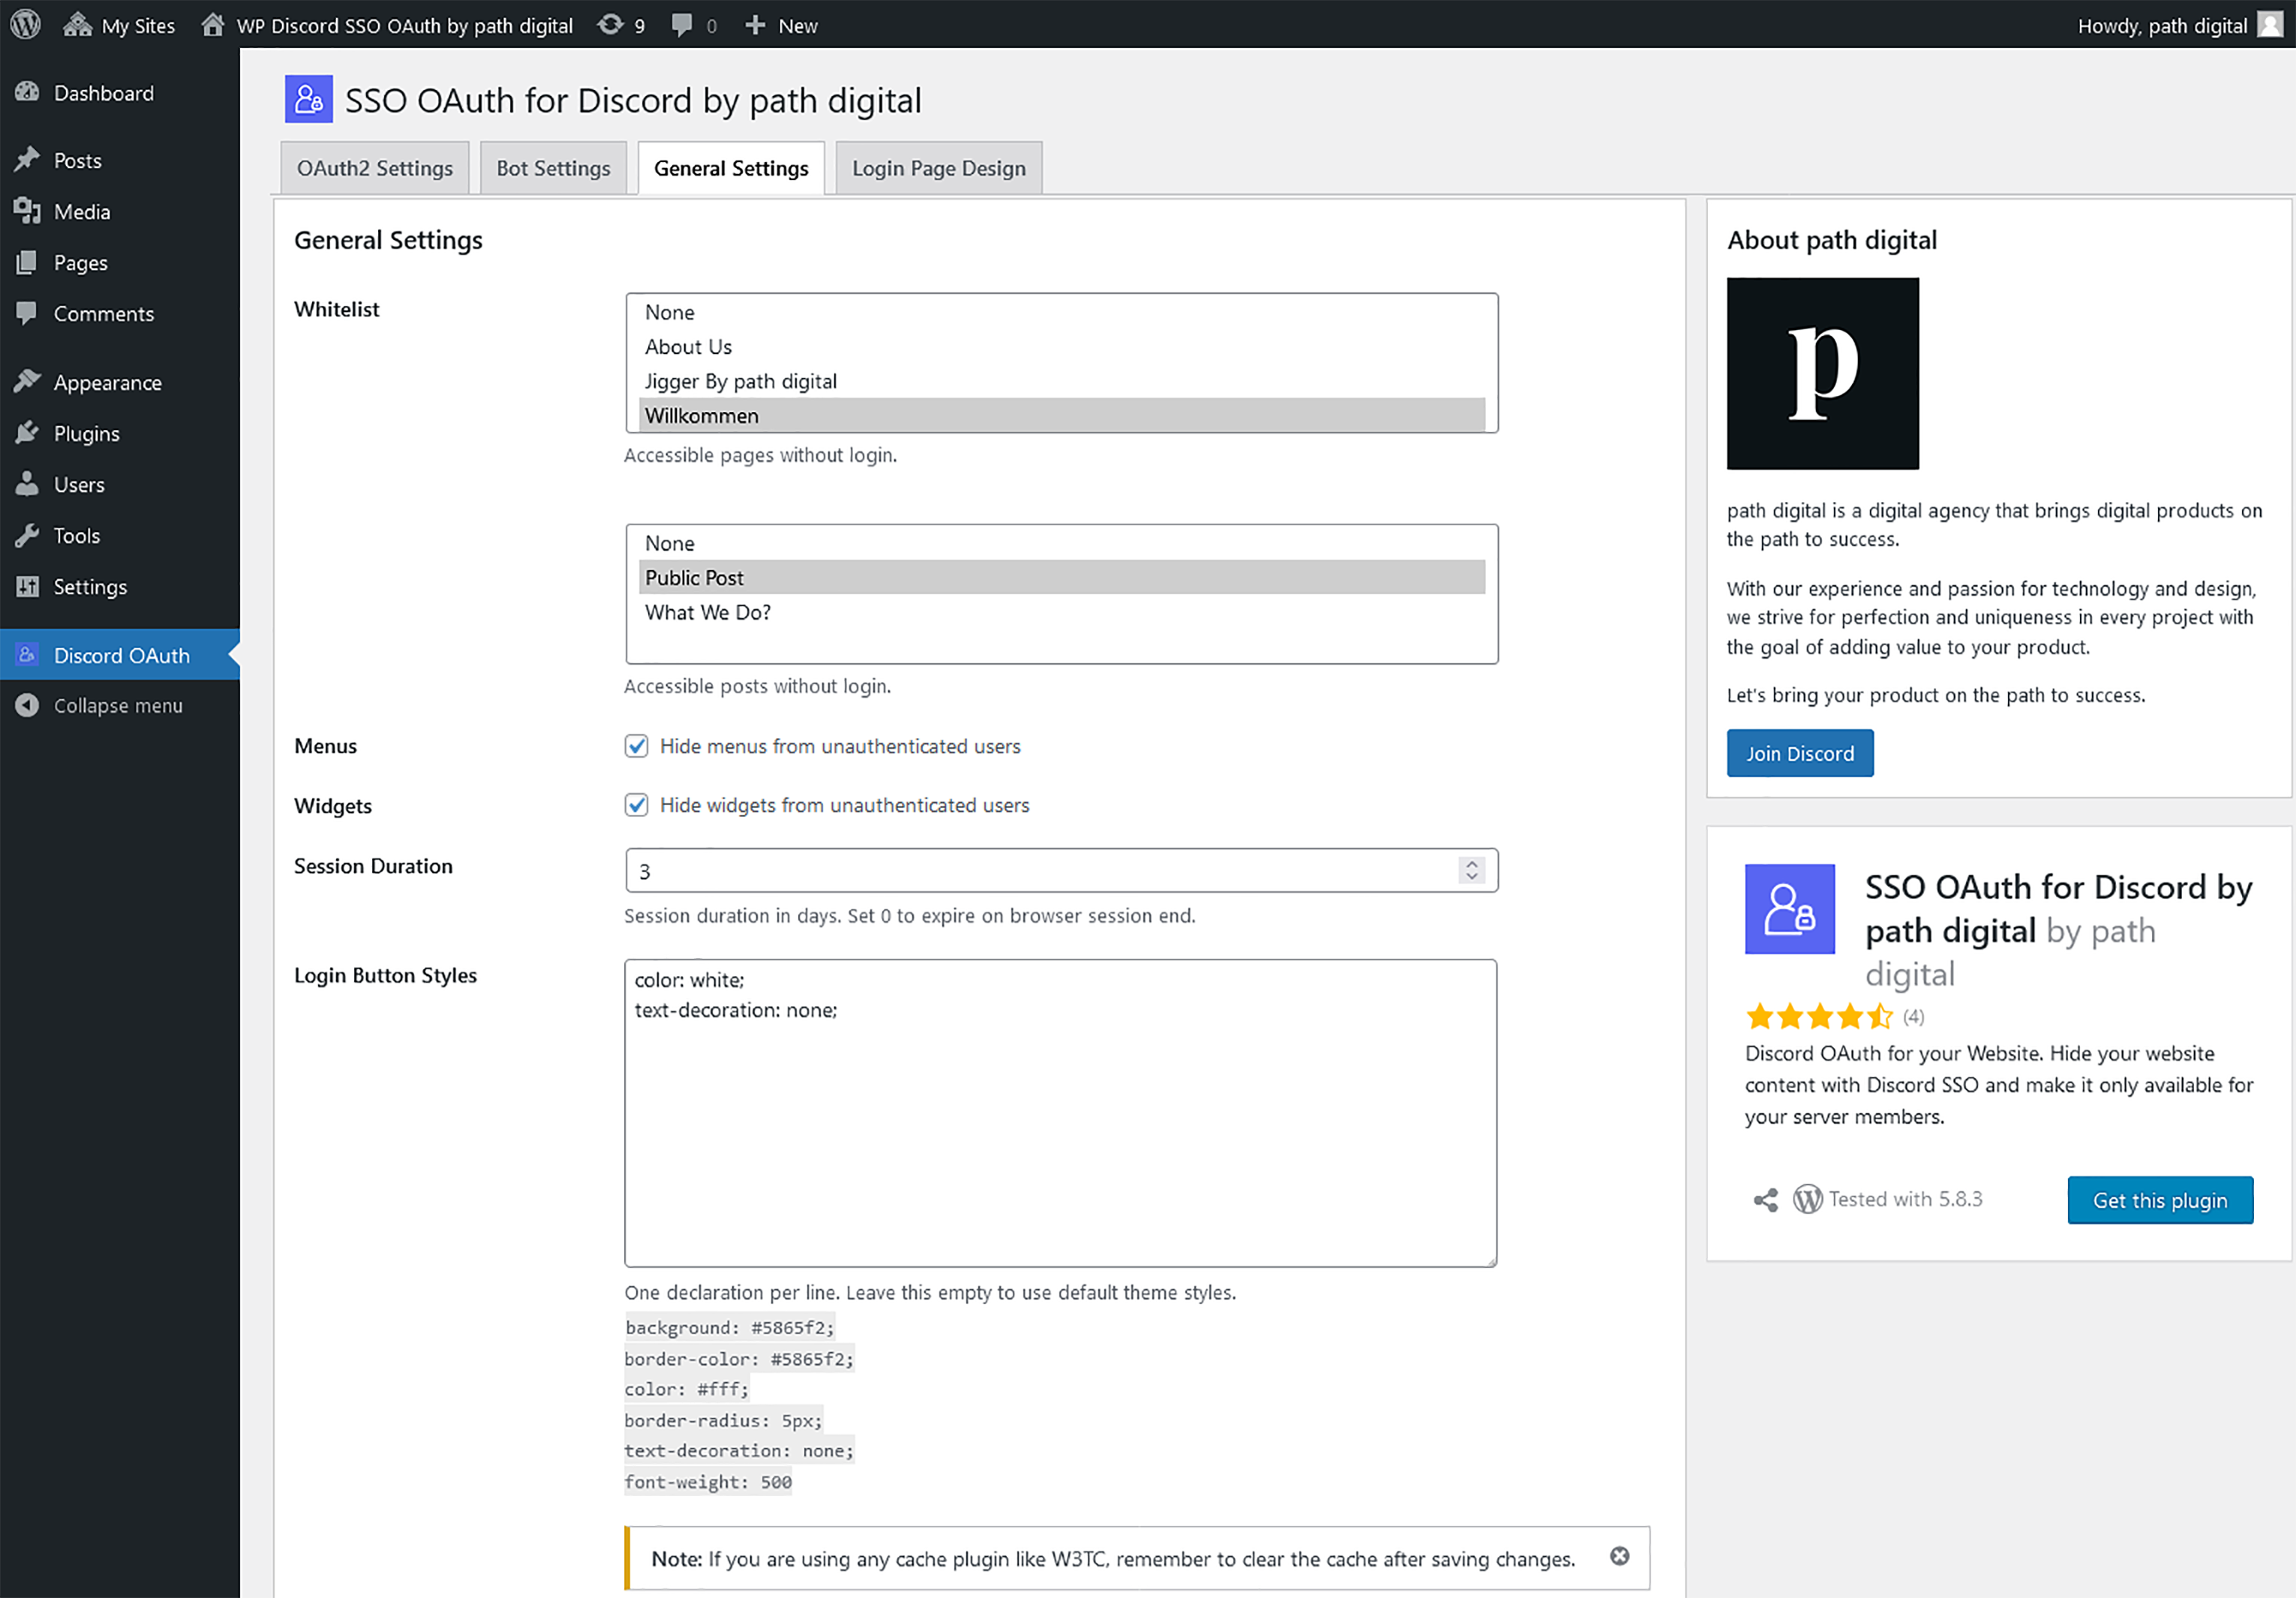 My Sites
WP Discord SSO OAuth by path digital
9
0
New
Howdy, path digital
Dashboard
Posts
Media
Pages
Comments
Appearance
Plugins
Users
Tools
Settings
Discord OAuth
Collapse menu
SSO OAuth for Discord by path digital
OAuth2 Settings
Bot Settings
General Settings
Login Page Design
General Settings
Whitelist
None
About Us
Jigger By path digital
Willkommen
Accessible pages without login.
None
Public Post
What We Do?
Accessible posts without login.
Menus
Hide menus from unauthenticated users
Widgets
Hide widgets from unauthenticated users
Session Duration
3
Session duration in days. Set 0 to expire on browser session end.
Login Button Styles
color: white;
text-decoration: none;
One declaration per line. Leave this empty to use default theme styles.
background: #5865f2;
border-color: #5865f2;
color: #fff;
border-radius: 5px;
text-decoration: none;
font-weight: 500
Note: If you are using any cache plugin like W3TC, remember to clear the cache after saving changes.
About path digital
p
path digital is a digital agency that brings digital products on
the path to success.
With our experience and passion for technology and design,
we strive for perfection and uniqueness in every project with
the goal of adding value to your product.
Let's bring your product on the path to success.
Join Discord
SSO OAuth for Discord by
path digital by path
digital
(4)
Discord OAuth for your Website. Hide your website
content with Discord SSO and make it only available for
your server members.
Tested with 5.8.3
Get this plugin